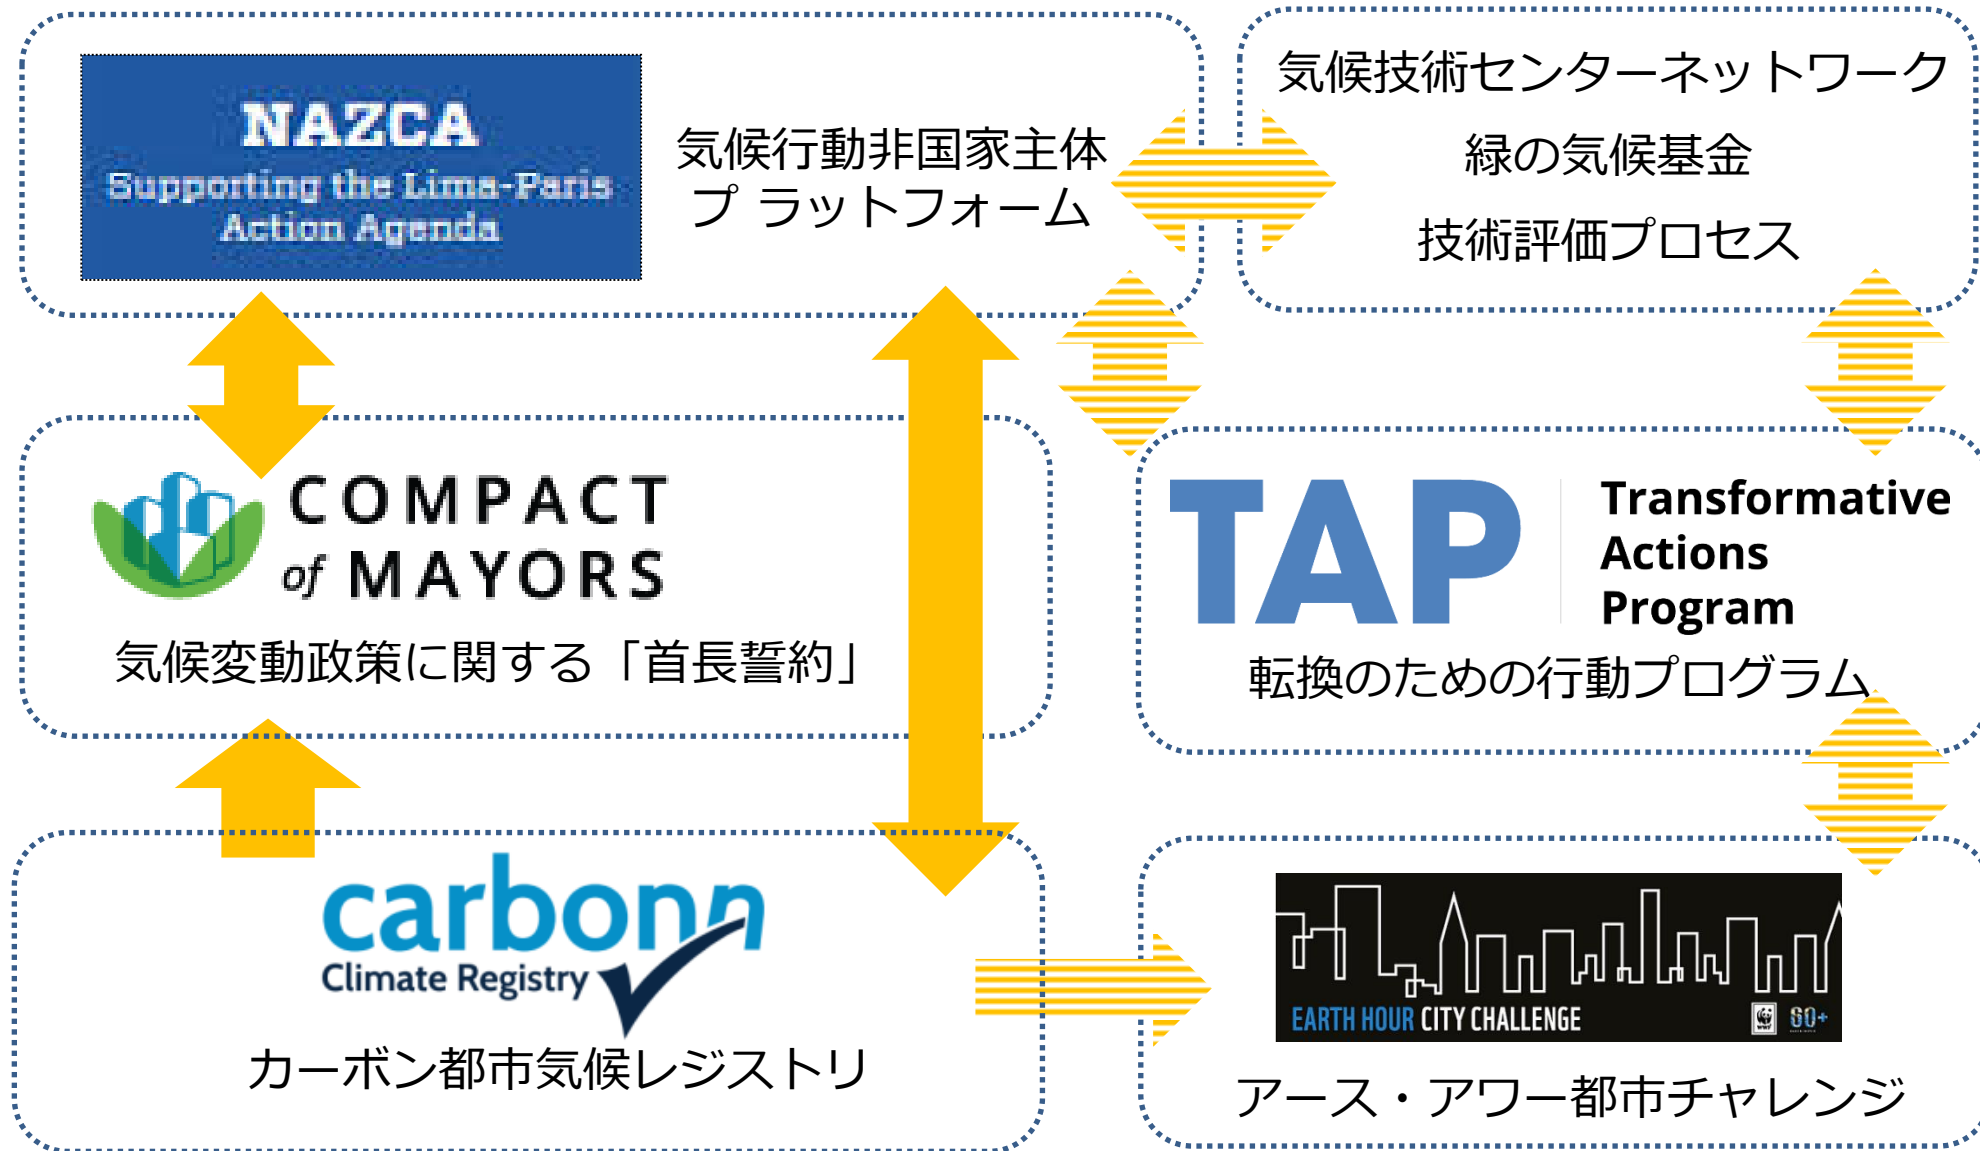 NAZCA
Supporting the Lima-Paris
Action Agenda
気候行動非国家主体
プ ラットフォーム
気候技術センターネットワーク
緑の気候基金
技術評価プロセス
COMPACT
of MAYORS
気候変動政策に関する「首長誓約」
TAP
Transformative
Actions
Program
転換のための行動プログラム
carbonn
Climate Registry
カーボン都市気候レジストリ
EARTH HOUR CITY CHALLENGE
WWF
60+
アース・アワー都市チャレンジ